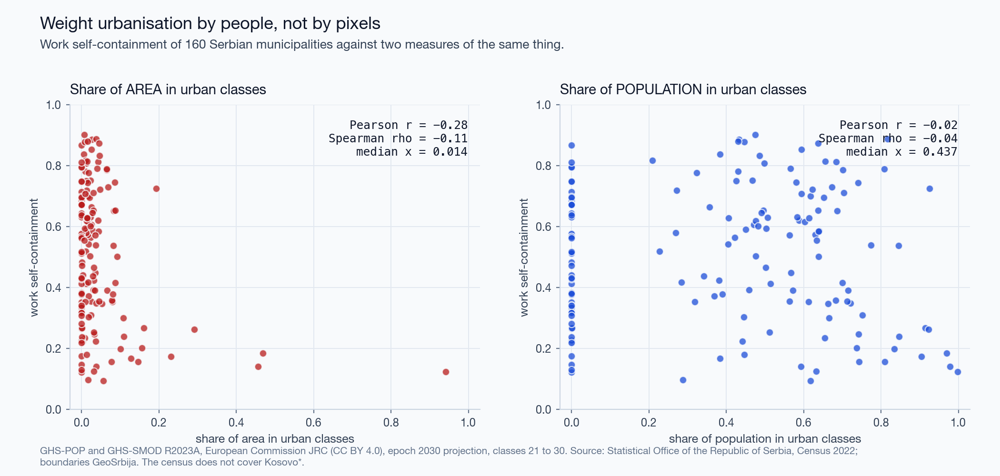 Weight urbanisation by people, not by pixels
Work self-containment of 160 Serbian municipalities against two measures of the same thing.
Share of AREA in urban classes
1.0
0.8
0.6
0.4
0.2
0.0
work self-containment
Pearson r = −0.28
Spearman rho = −0.11
median x = 0.014
0.0 0.2 0.4 0.6 0.8 1.0
share of area in urban classes
Share of POPULATION in urban classes
1.0
0.8
0.6
0.4
0.2
0.0
work self-containment
Pearson r = −0.02
Spearman rho = −0.04
median x = 0.437
0.0 0.2 0.4 0.6 0.8 1.0
share of population in urban classes
GHS-POP and GHS-SMOD R2023A, European Commission JRC (CC BY 4.0), epoch 2030 projection, classes 21 to 30. Source: Statistical Office of the Republic of Serbia, Census 2022;
boundaries GeoSrbija. The census does not cover Kosovo*.